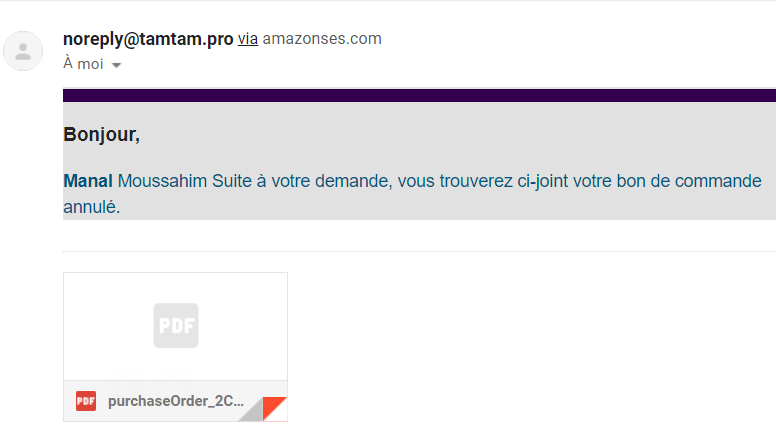 noreply@tamtam.pro via amazonses.com
À moi
Bonjour,
Manal Moussahim Suite à votre demande, vous trouverez ci-joint votre bon de commande
annulé.
PDF
PDF purchaseOrder_2C...